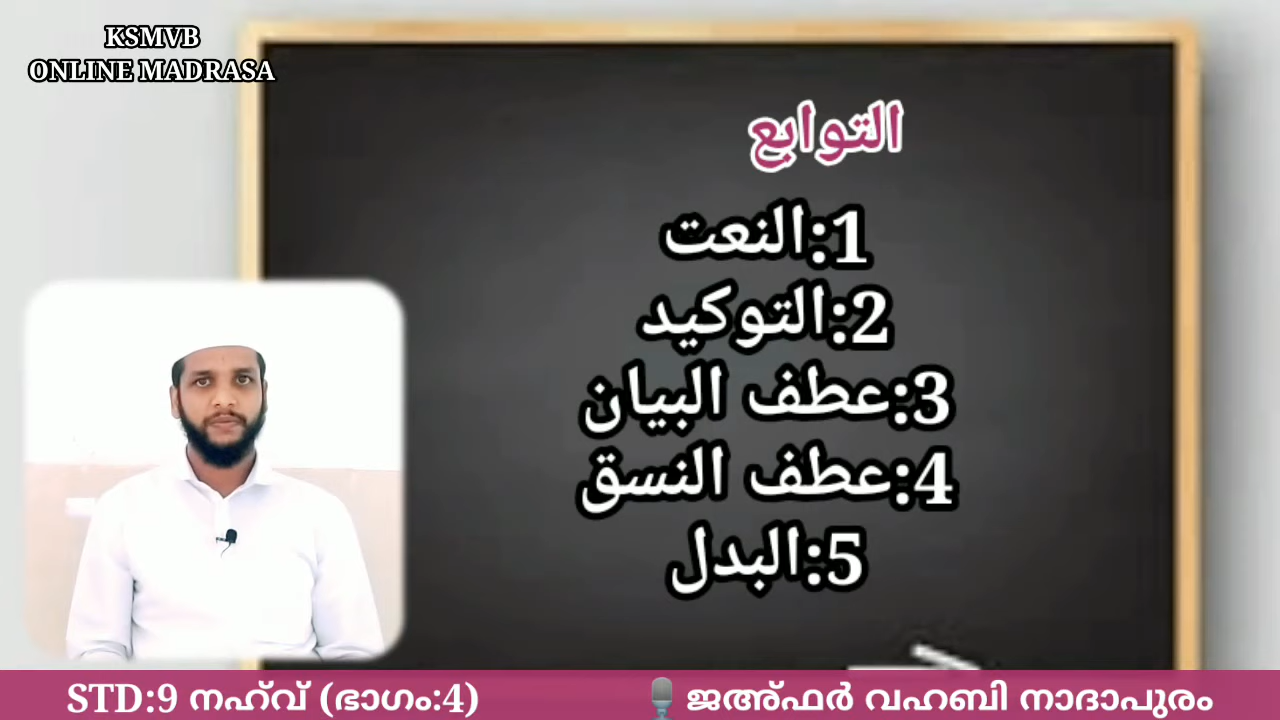 KSMVB
ONLINE MADRASA
التوابع
1:النعت
2:التوكيد
3:عطف البيان
4:عطف النسق
5:البدل
STD:9 നഹ്‌വ് (ഭാഗം:4)
🎙️ ജഅ്ഫർ വഹബി നാദാപുരം